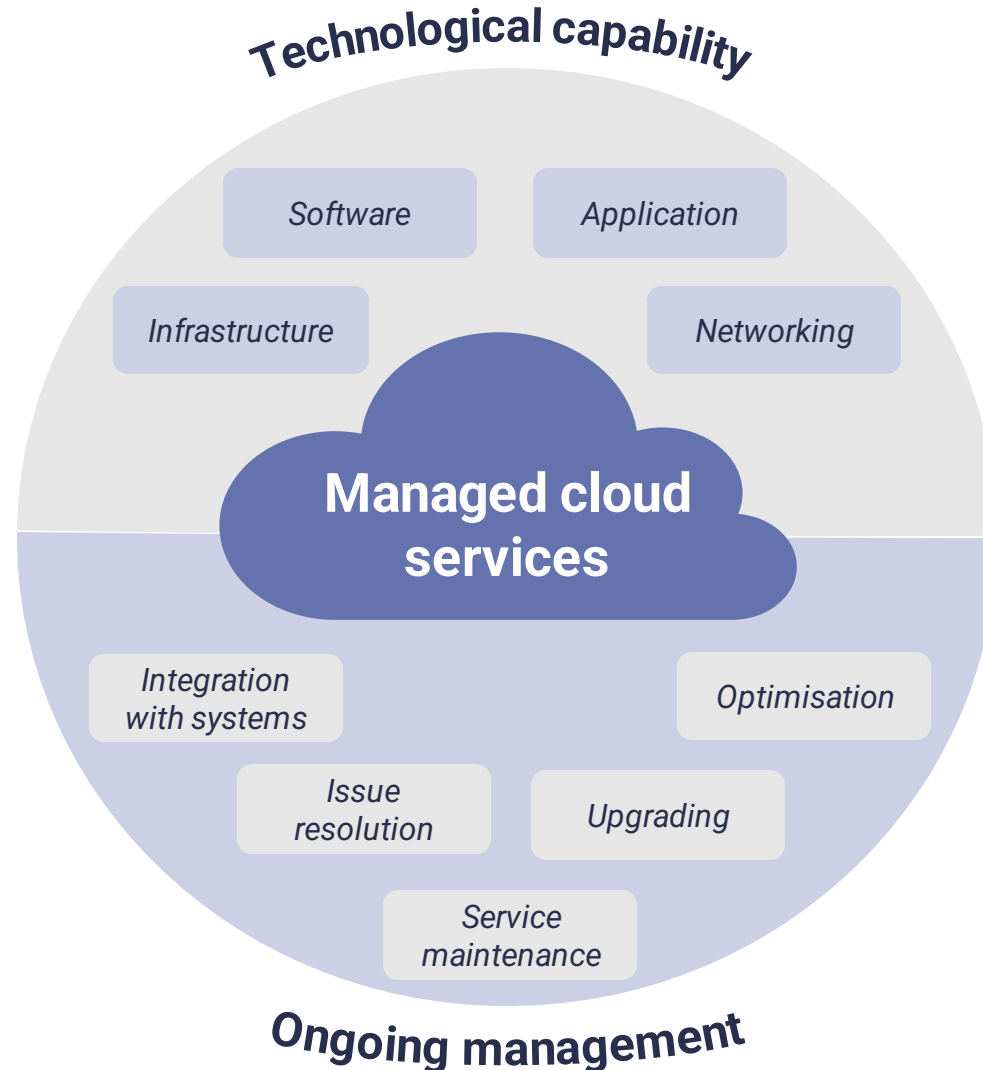 Technological capability
Software
Application
Infrastructure
Networking
Managed cloud
services
Integration
with systems
Optimisation
Issue
resolution
Upgrading
Service
maintenance
Ongoing management